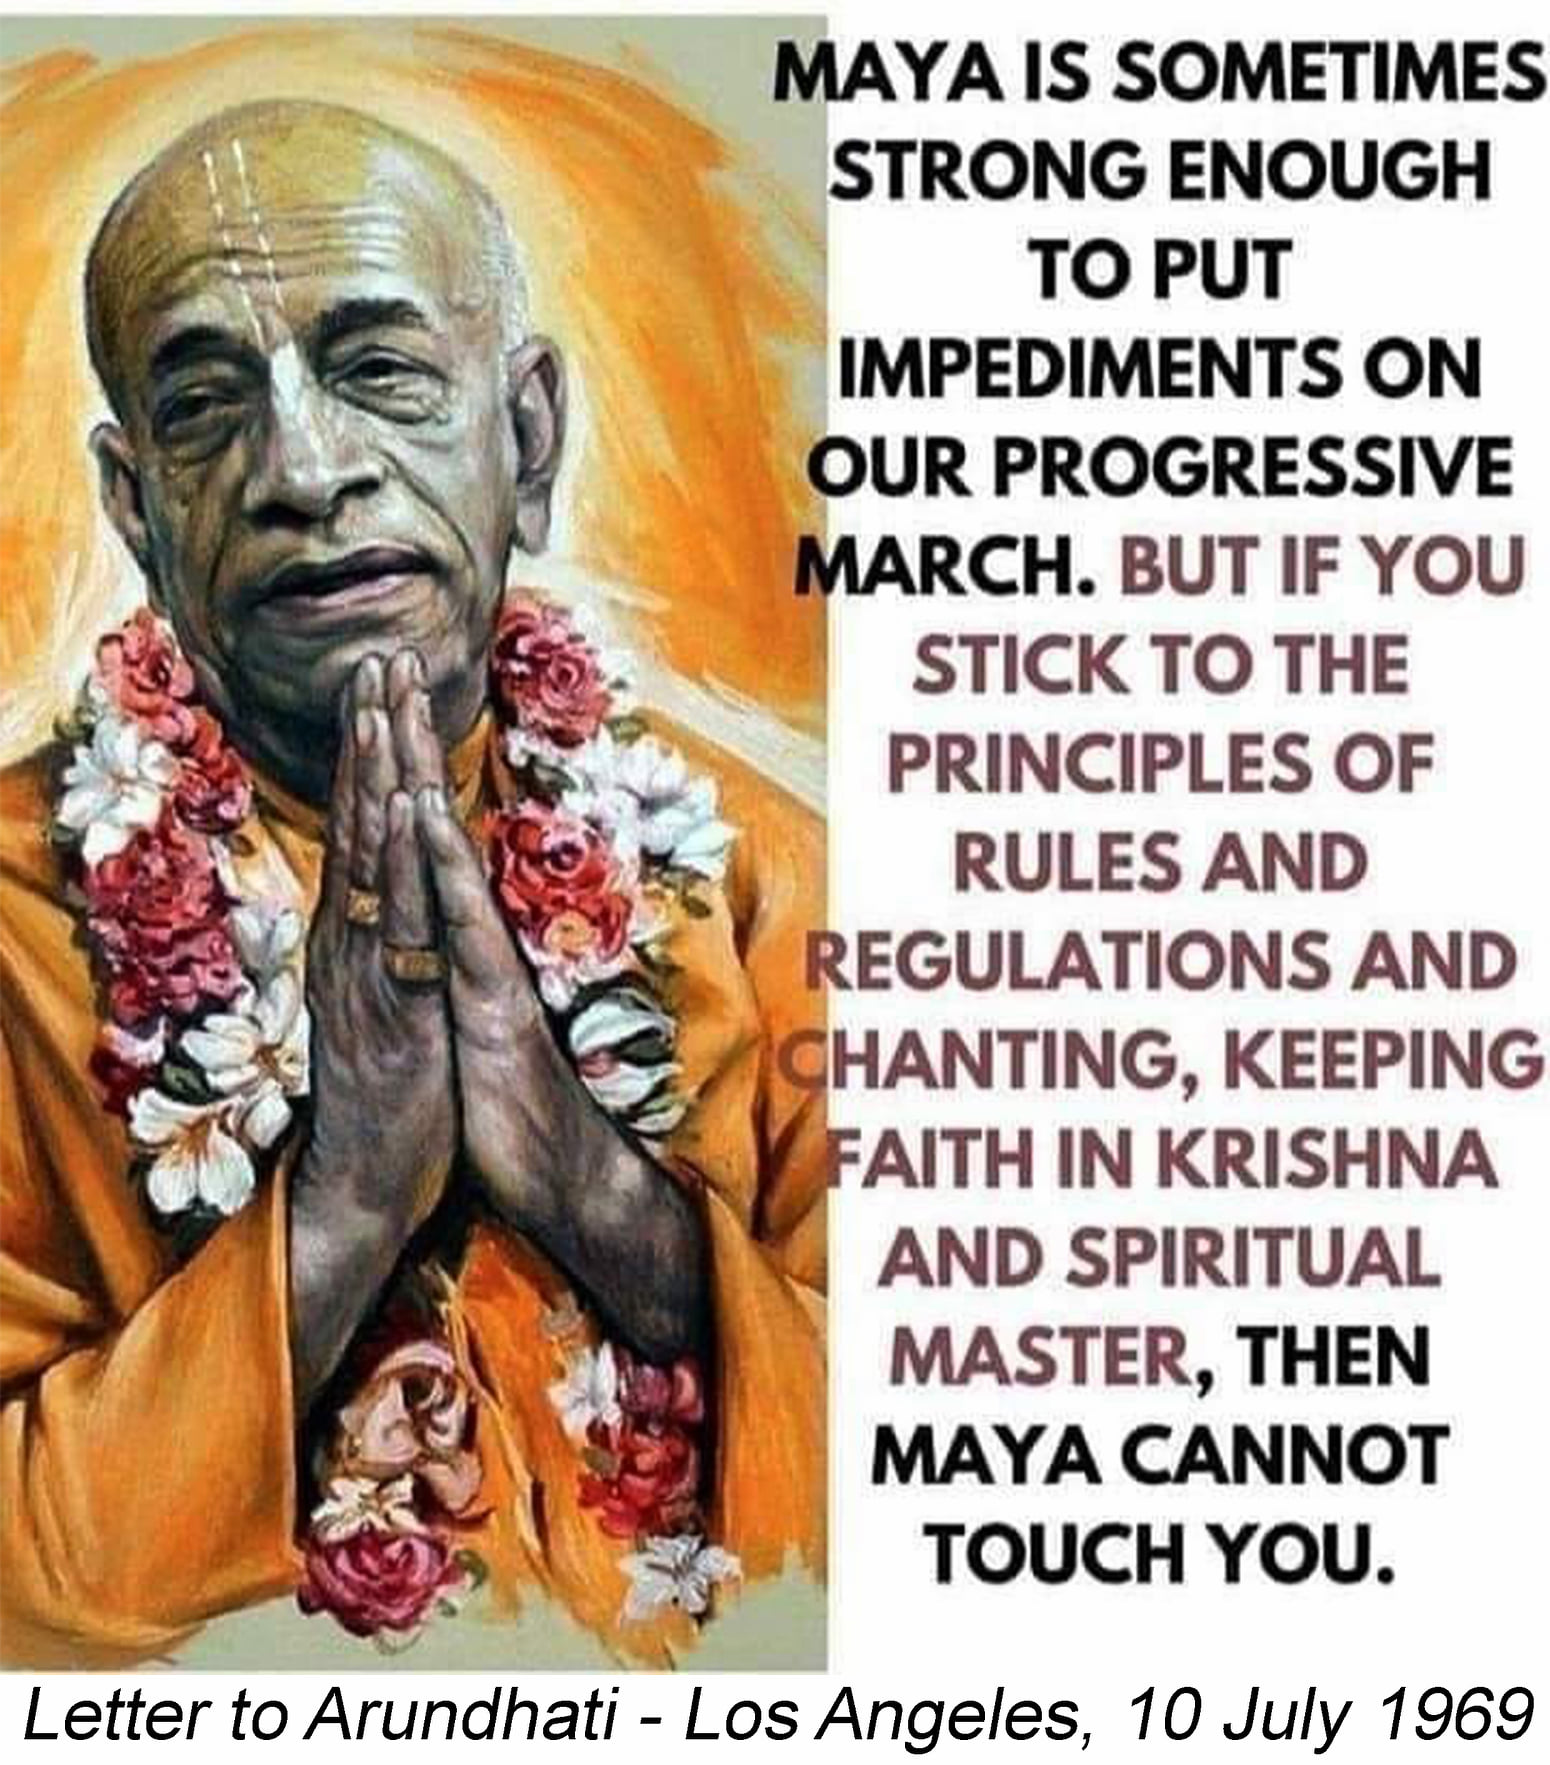 MAYA IS SOMETIMES
STRONG ENOUGH
TO PUT
IMPEDIMENTS ON
OUR PROGRESSIVE
MARCH. BUT IF YOU
STICK TO THE
PRINCIPLES OF
RULES AND
REGULATIONS AND
CHANTING, KEEPING
FAITH IN KRISHNA
AND SPIRITUAL
MASTER, THEN
MAYA CANNOT
TOUCH YOU.
Letter to Arundhati - Los Angeles, 10 July 1969